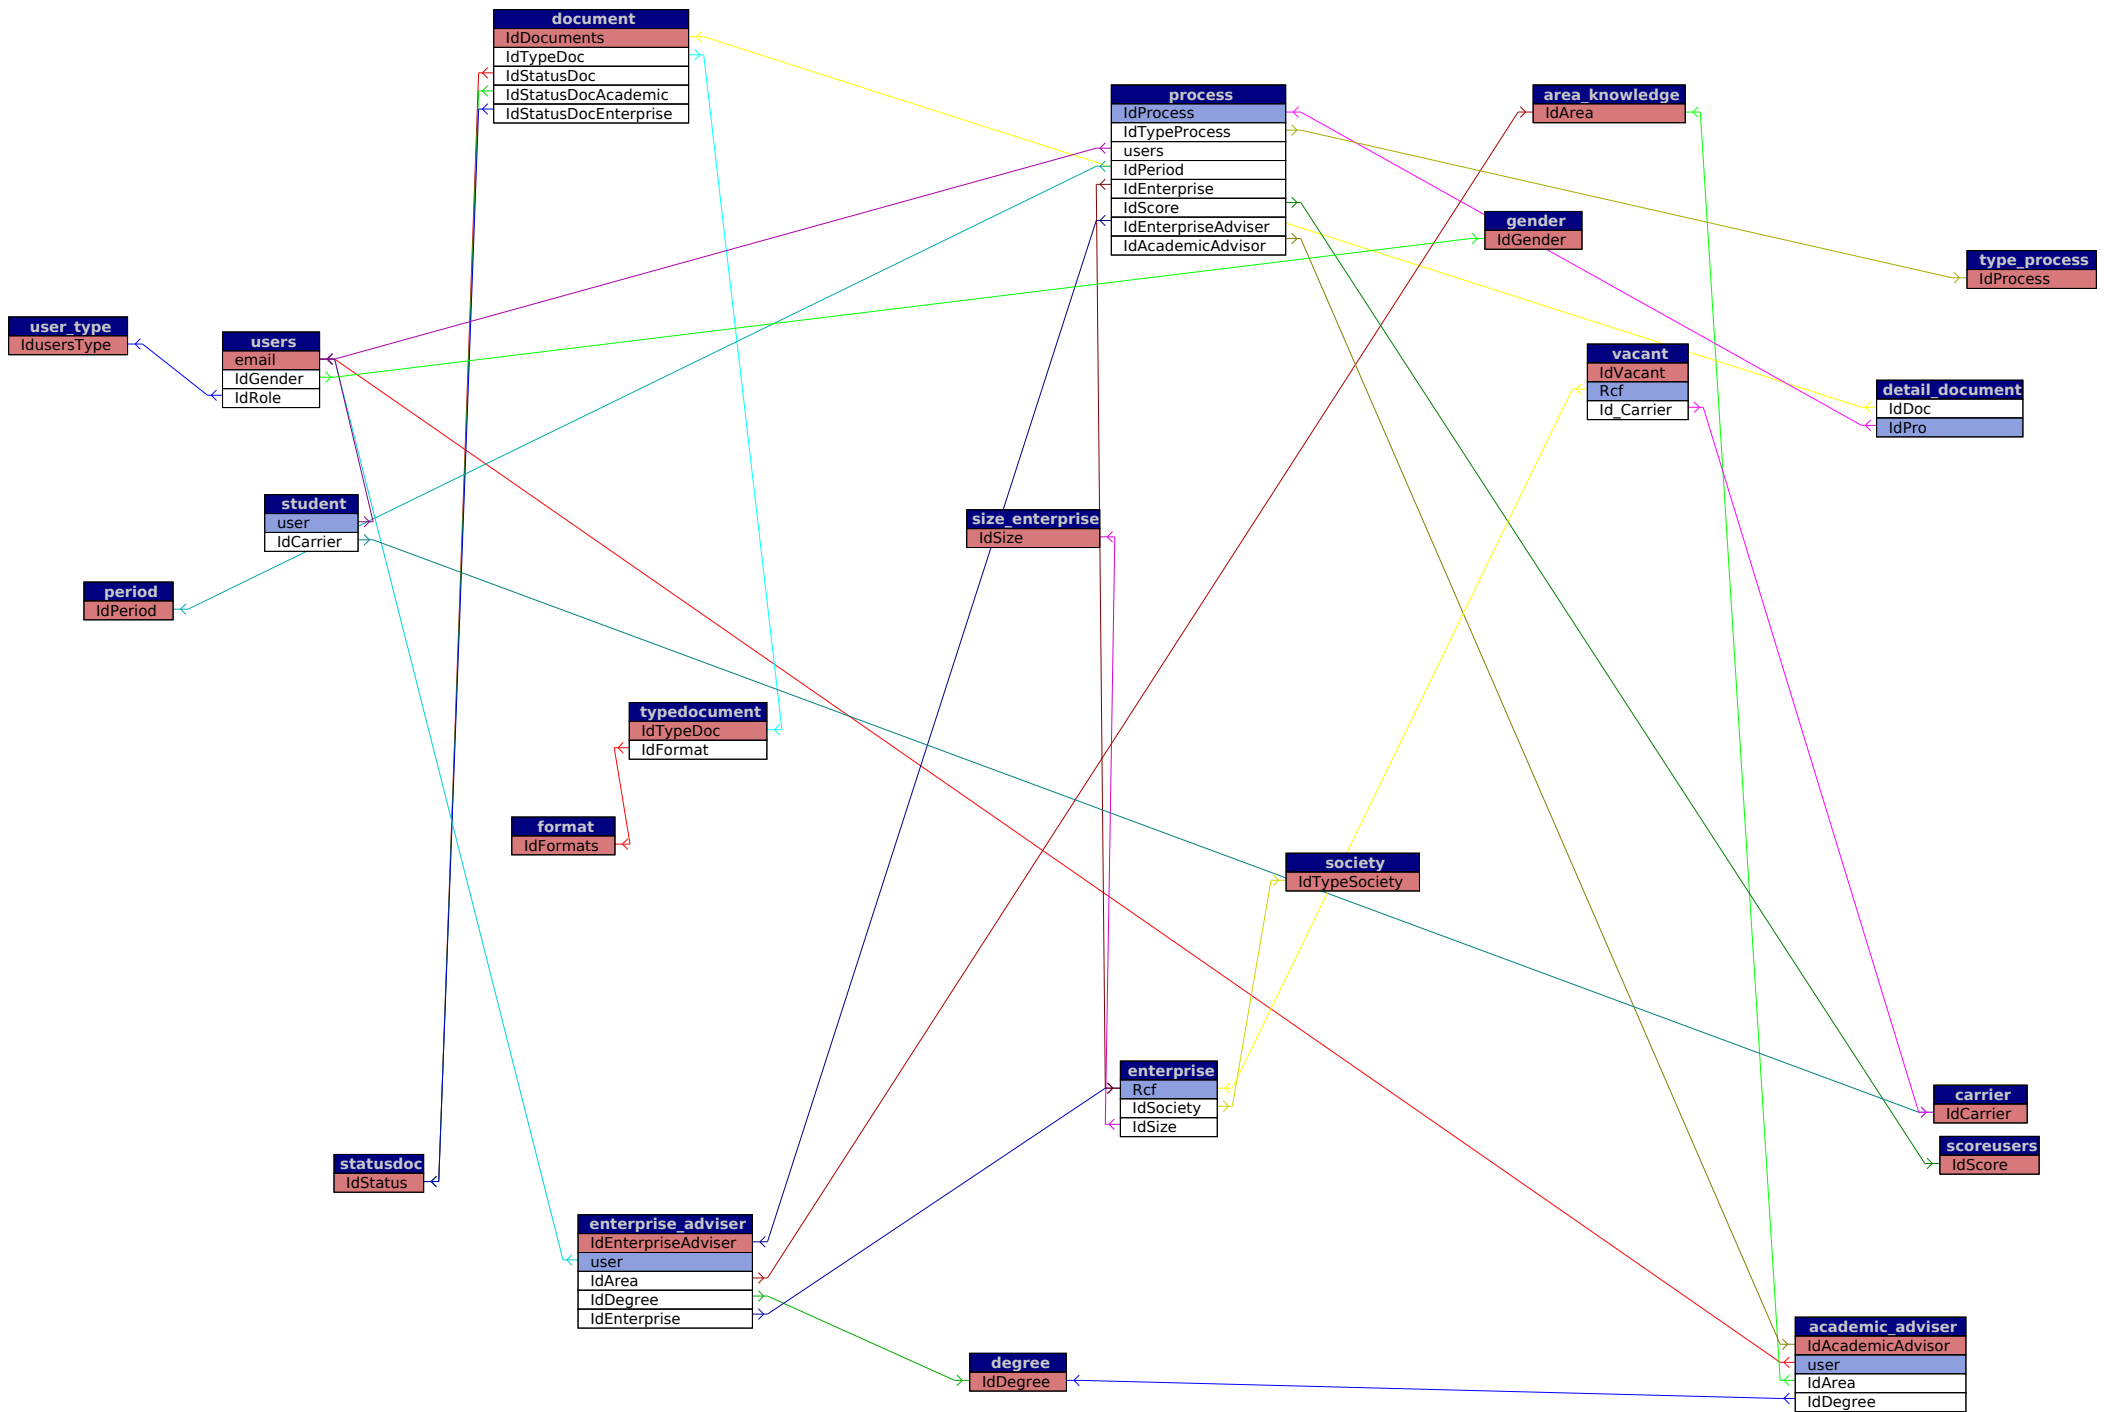 document
IdDocuments
IdTypeDoc
IdStatusDoc
IdStatusDocAcademic
IdStatusDocEnterprise
process
IdProcess
IdTypeProcess
users
IdPeriod
IdEnterprise
IdScore
IdEnterpriseAdviser
IdAcademicAdvisor
area_knowledge
IdArea
gender
IdGender
type_process
IdProcess
user_type
IdusersType
users
email
IdGender
IdRole
vacant
IdVacant
Rcf
Id_Carrier
detail_document
IdDoc
IdPro
student
user
IdCarrier
size_enterprise
IdSize
period
IdPeriod
typedocument
IdTypeDoc
IdFormat
format
IdFormats
society
IdTypeSociety
enterprise
Rcf
IdSociety
IdSize
carrier
IdCarrier
scoreusers
IdScore
statusdoc
IdStatus
enterprise_adviser
IdEnterpriseAdviser
user
IdArea
IdDegree
IdEnterprise
degree
IdDegree
academic_adviser
IdAcademicAdvisor
user
IdArea
IdDegree